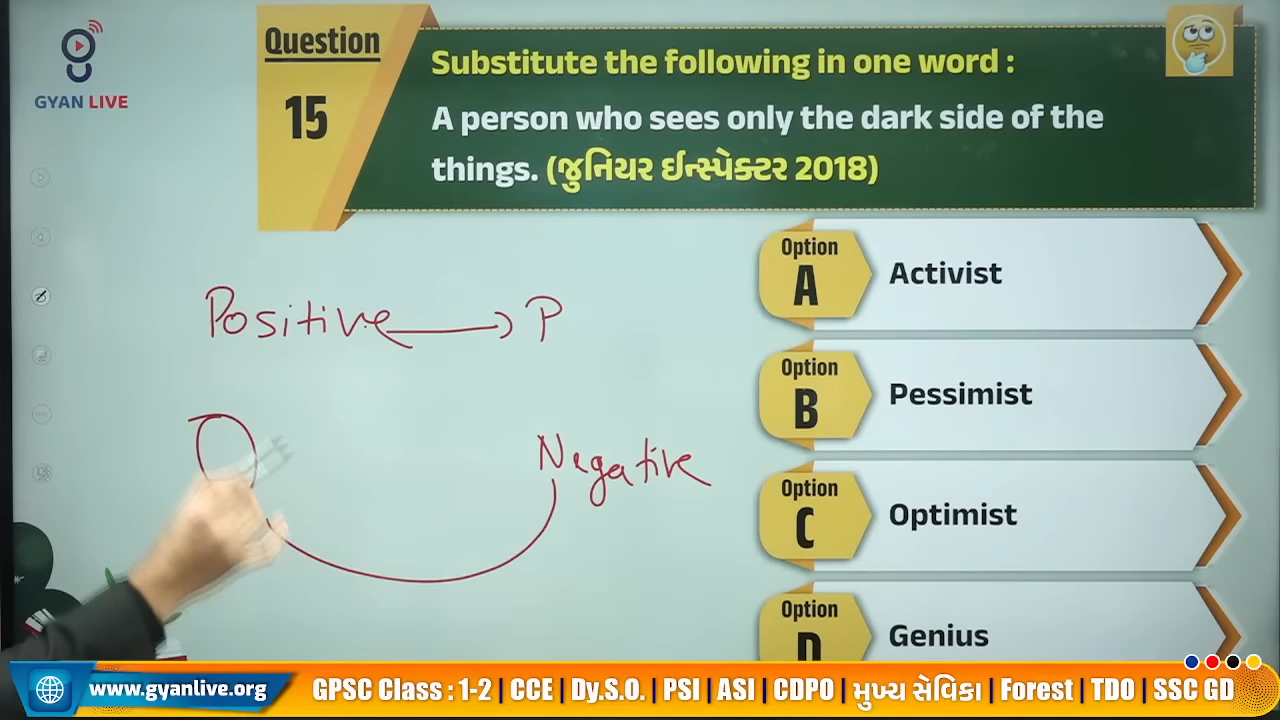 GYAN LIVE
Question
15
Substitute the following in one word :
A person who sees only the dark side of the
things. (જુનિયર ઈન્સ્પેક્ટર 2018)
Positive → P
Negative
Option
A
Activist
Option
B
Pessimist
Option
C
Optimist
Option
D
Genius
www.gyanlive.org
GPSC Class : 1-2 | CCE | Dy.S.O. | PSI | ASI | CDPO | મુખ્ય સેવિકા | Forest | TDO | SSC GD